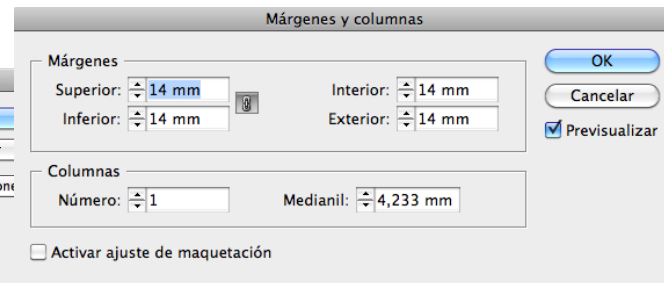 Márgenes y columnas
Márgenes
Superior: 14 mm
Interior: 14 mm
Inferior: 14 mm
Exterior: 14 mm
Columnas
Número: 1
Medianil: 4,233 mm
Activar ajuste de maquetación
OK
Cancelar
Previsualizar